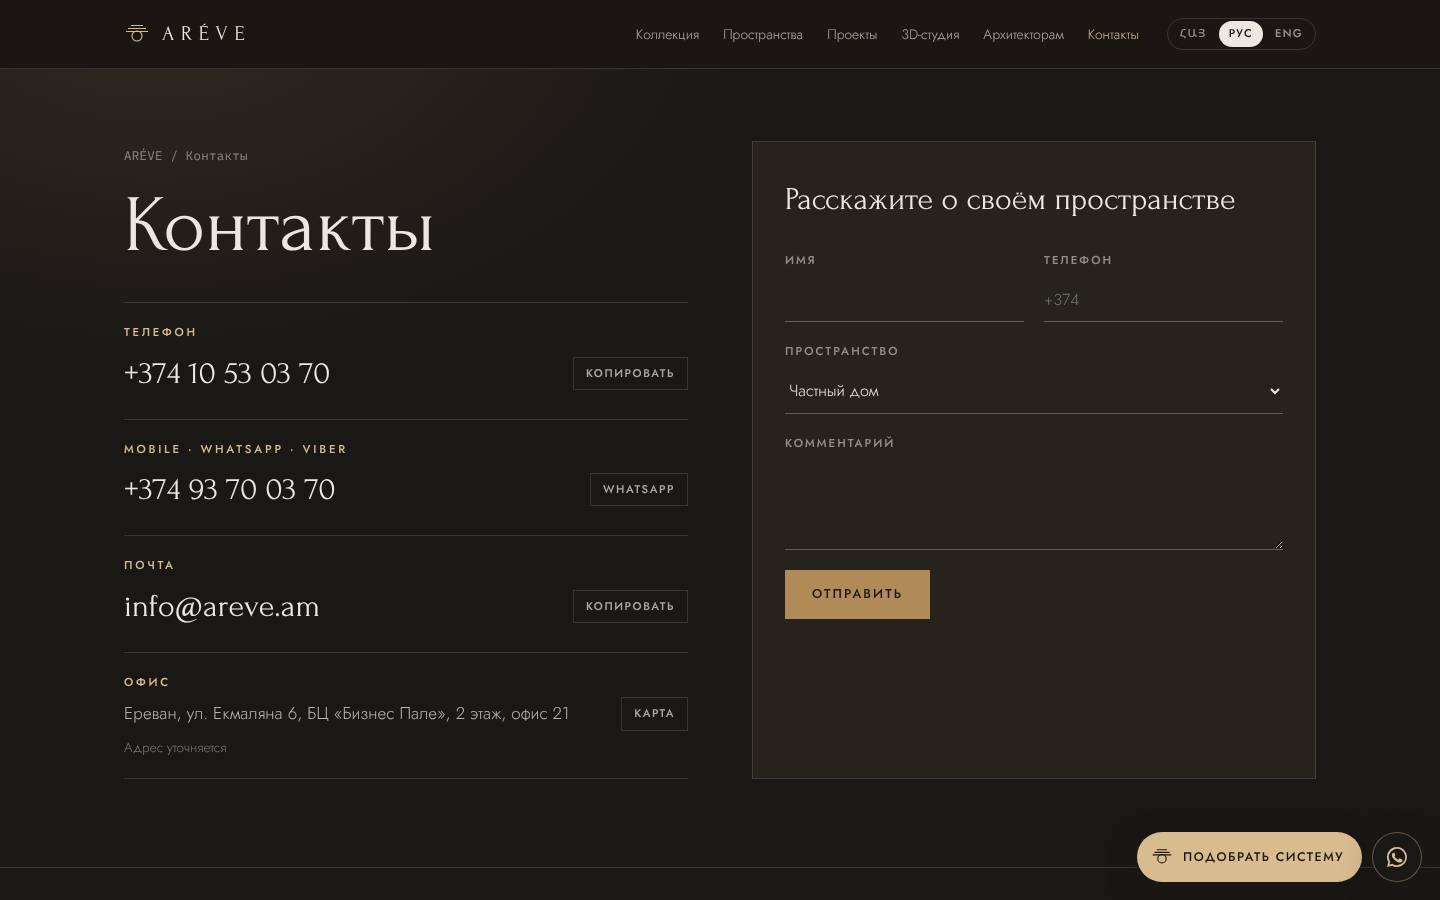 ARÉVE
Коллекция Пространства Проекты 3D-студия Архитекторам Контакты ՀԱՅ РУС ENG
ARÉVE / Контакты
Контакты
ТЕЛЕФОН
+374 10 53 03 70
КОПИРОВАТЬ
MOBILE · WHATSAPP · VIBER
+374 93 70 03 70
WHATSAPP
ПОЧТА
info@areve.am
КОПИРОВАТЬ
ОФИС
Ереван, ул. Екмаляна 6, БЦ «Бизнес Пале», 2 этаж, офис 21
КАРТА
Адрес уточняется
Расскажите о своём пространстве
ИМЯ
ТЕЛЕФОН
+374
ПРОСТРАНСТВО
Частный дом
КОММЕНТАРИЙ
ОТПРАВИТЬ
ПОДОБРАТЬ СИСТЕМУ